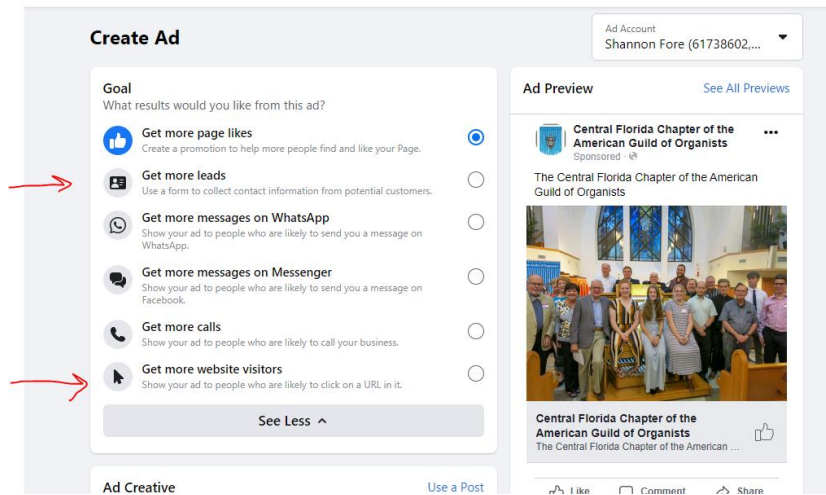 Create Ad
Ad Account
Shannon Fore (61738602,...
Goal
What results would you like from this ad?
Get more page likes
Create a promotion to help more people find and like your Page.
Get more leads
Use a form to collect contact information from potential customers.
Get more messages on WhatsApp
Show your ad to people who are likely to send you a message on
WhatsApp.
Get more messages on Messenger
Show your ad to people who are likely to send you a message on
Facebook.
Get more calls
Show your ad to people who are likely to call your business.
Get more website visitors
Show your ad to people who are likely to click on a URL in it.
See Less
Ad Creative
Use a Post
Ad Preview
See All Previews
Central Florida Chapter of the
American Guild of Organists
Sponsored ·
The Central Florida Chapter of the American
Guild of Organists
Central Florida Chapter of the
American Guild of Organists
The Central Florida Chapter of the American ...
Like
Comment
Share